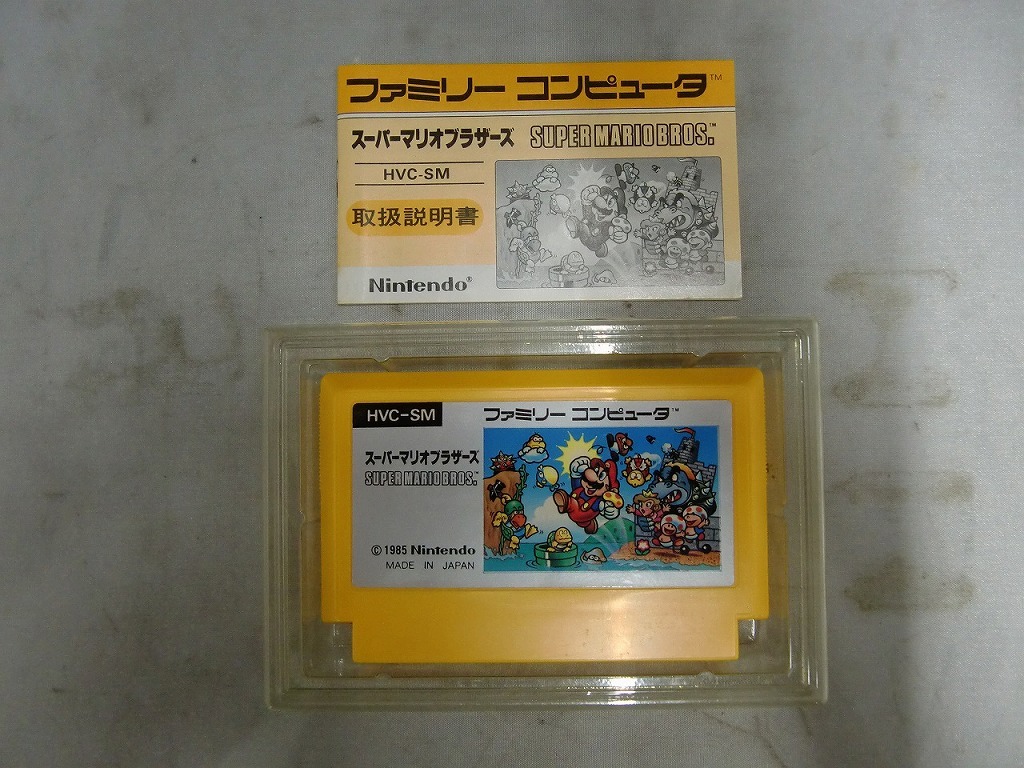 ファミリー コンピュータ™
スーパーマリオブラザーズ SUPER MARIO BROS.™
HVC-SM
取扱説明書
Nintendo®
HVC-SM
ファミリー コンピュータ™
スーパーマリオブラザーズ
SUPER MARIO BROS.™
©1985 Nintendo
MADE IN JAPAN